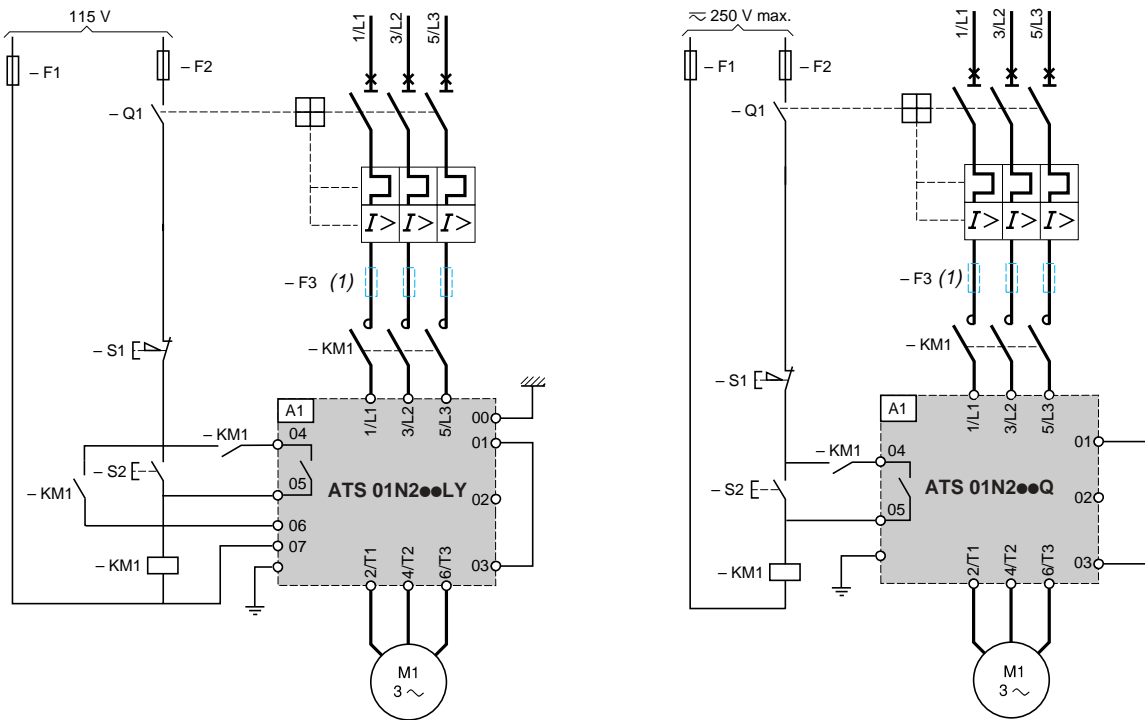 115 V
– F1
– F2
1/L1
3/L2
5/L3
– Q1
I>
I>
I>
– F3 (1)
– S1
– KM1
A1
1/L1
3/L2
5/L3
00
– KM1
04
01
– S2
– KM1
05
ATS 01N2●●LY
02
06
07
– KM1
2/T1
4/T2
6/T3
03
M1
3 ~
≂ 250 V max.
– F1
– F2
1/L1
3/L2
5/L3
– Q1
I>
I>
I>
– F3 (1)
– KM1
– S1
A1
1/L1
3/L2
5/L3
– KM1
04
01
– S2
05
ATS 01N2●●Q
02
– KM1
2/T1
4/T2
6/T3
03
M1
3 ~